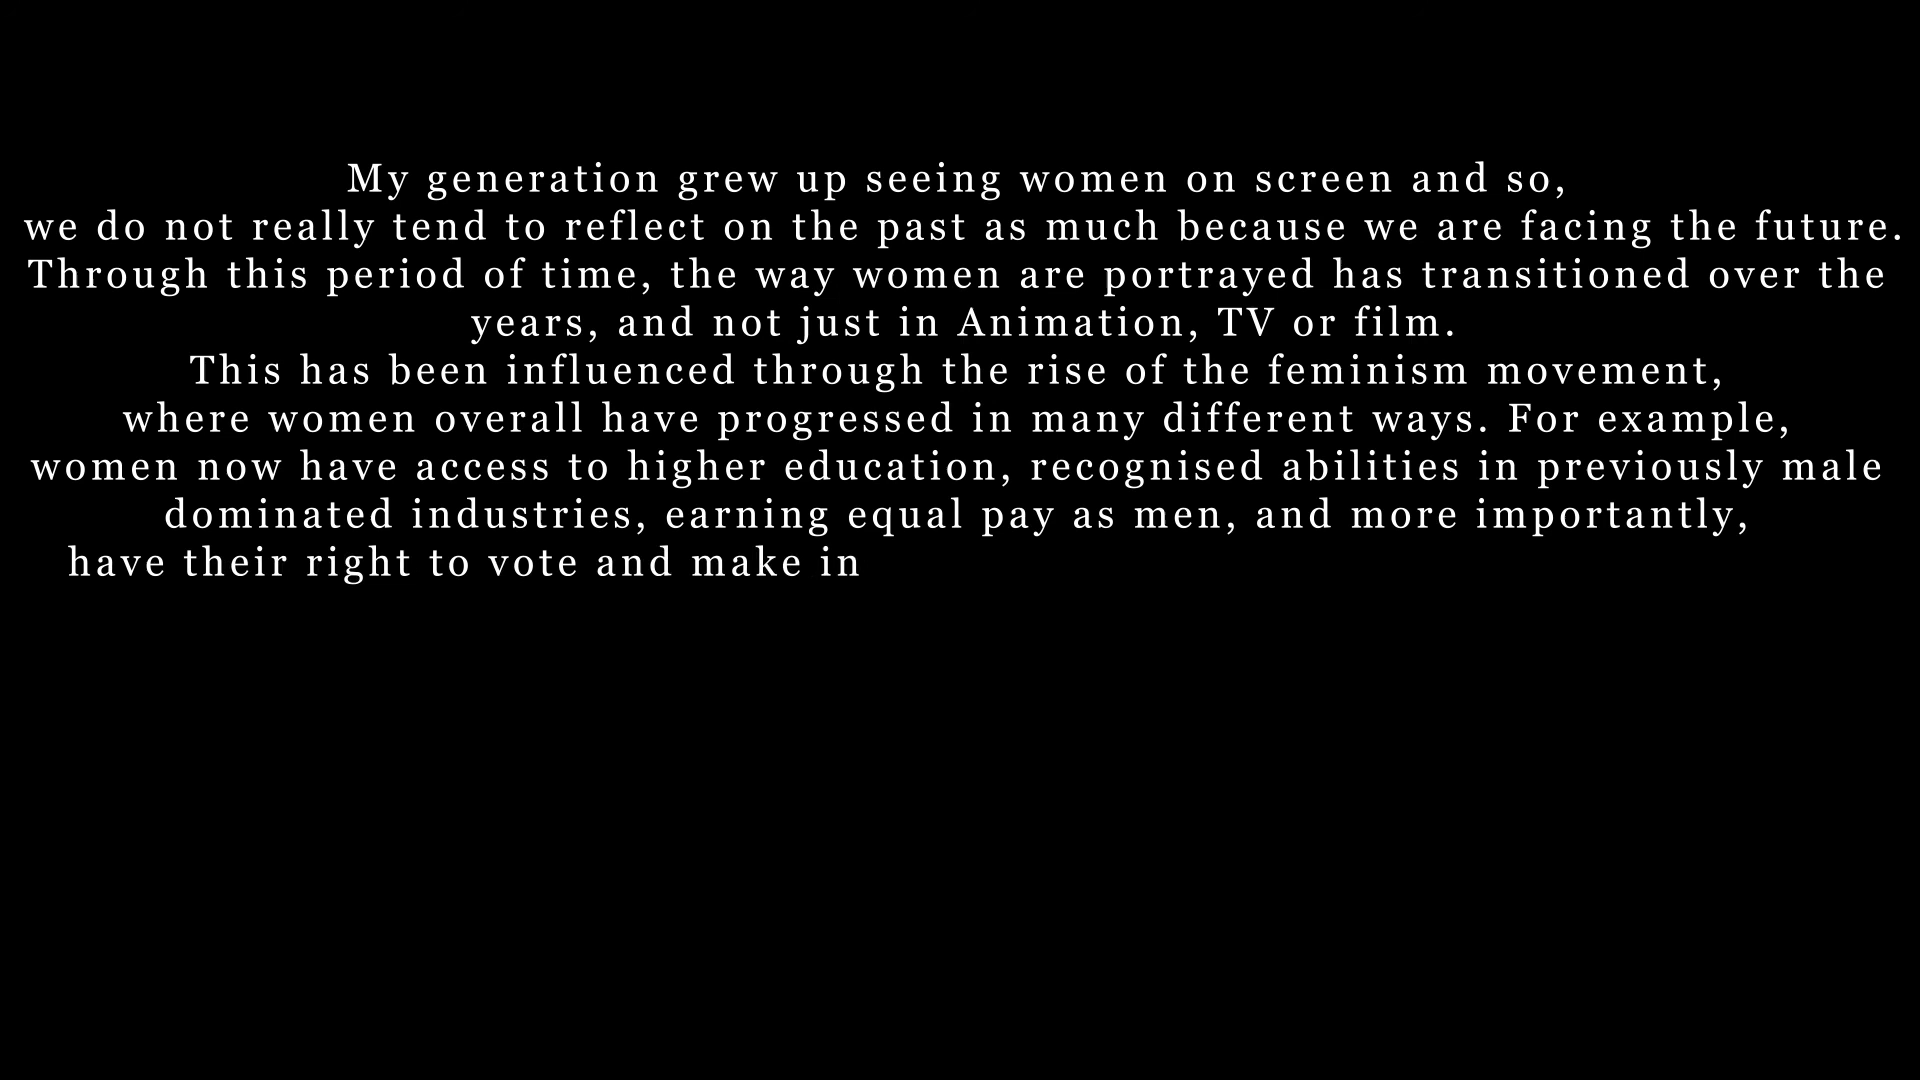 My generation grew up seeing women on screen and so,
we do not really tend to reflect on the past as much because we are facing the future.
Through this period of time, the way women are portrayed has transitioned over the
years, and not just in Animation, TV or film.
This has been influenced through the rise of the feminism movement,
where women overall have progressed in many different ways. For example,
women now have access to higher education, recognised abilities in previously male
dominated industries, earning equal pay as men, and more importantly,
have their right to vote and make in